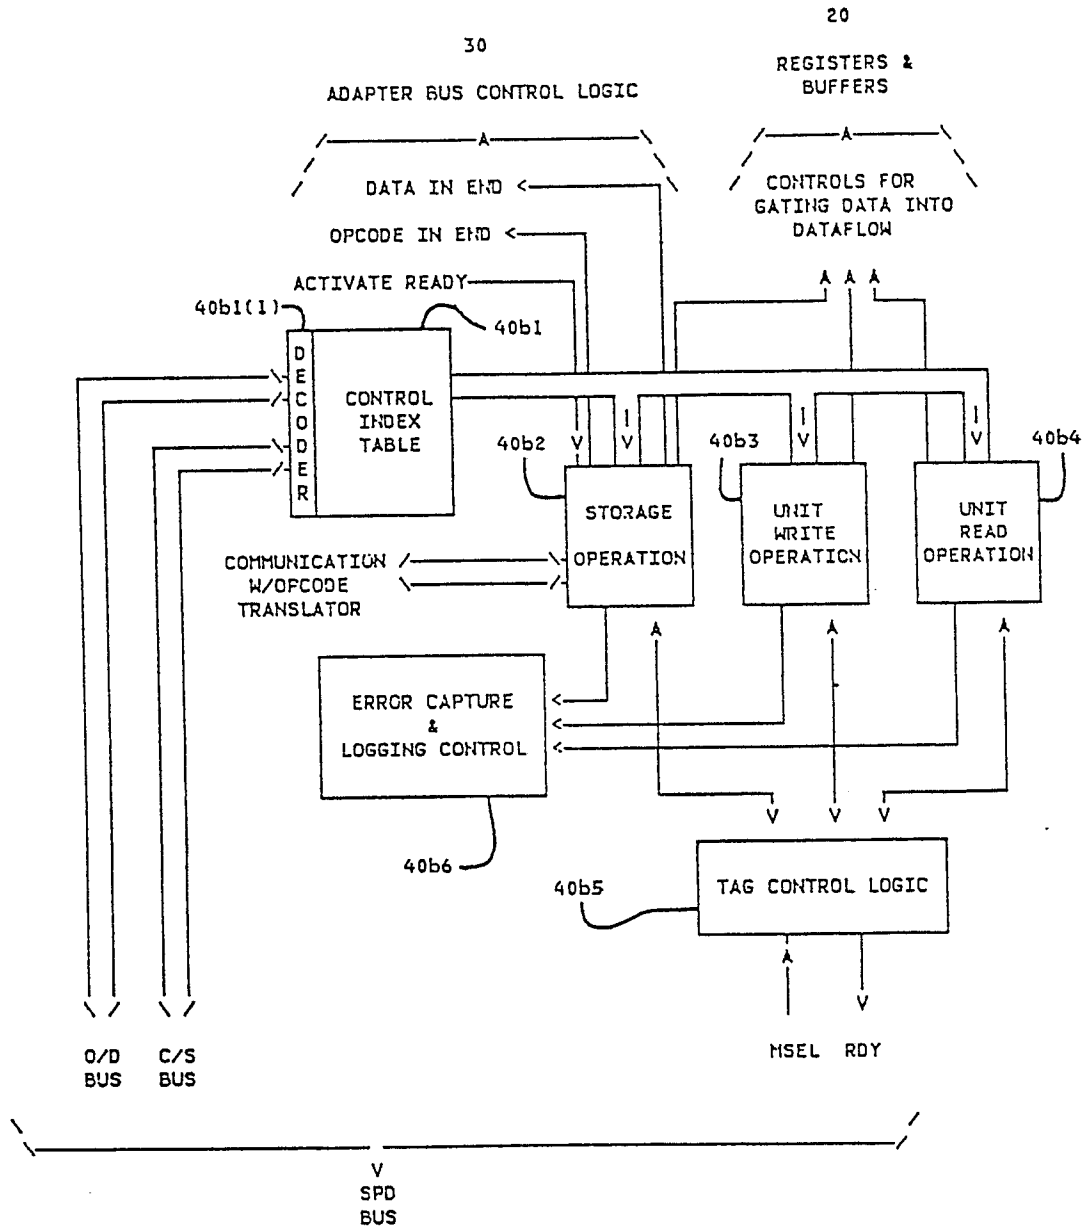 20
30
REGISTERS &
BUFFERS
ADAPTER BUS CONTROL LOGIC
DATA IN END
CONTROLS FOR
GATING DATA INTO
DATAFLOW
OPCODE IN END
ACTIVATE READY
40b1(1)
40b1
DECODER
CONTROL
INDEX
TABLE
40b2
40b3
40b4
STORAGE
OPERATION
UNIT
WRITE
OPERATION
UNIT
READ
OPERATION
COMMUNICATION
W/OPCODE
TRANSLATOR
ERROR CAPTURE
&
LOGGING CONTROL
40b6
40b5
TAG CONTROL LOGIC
MSEL RDY
O/D
BUS
C/S
BUS
SPD
BUS